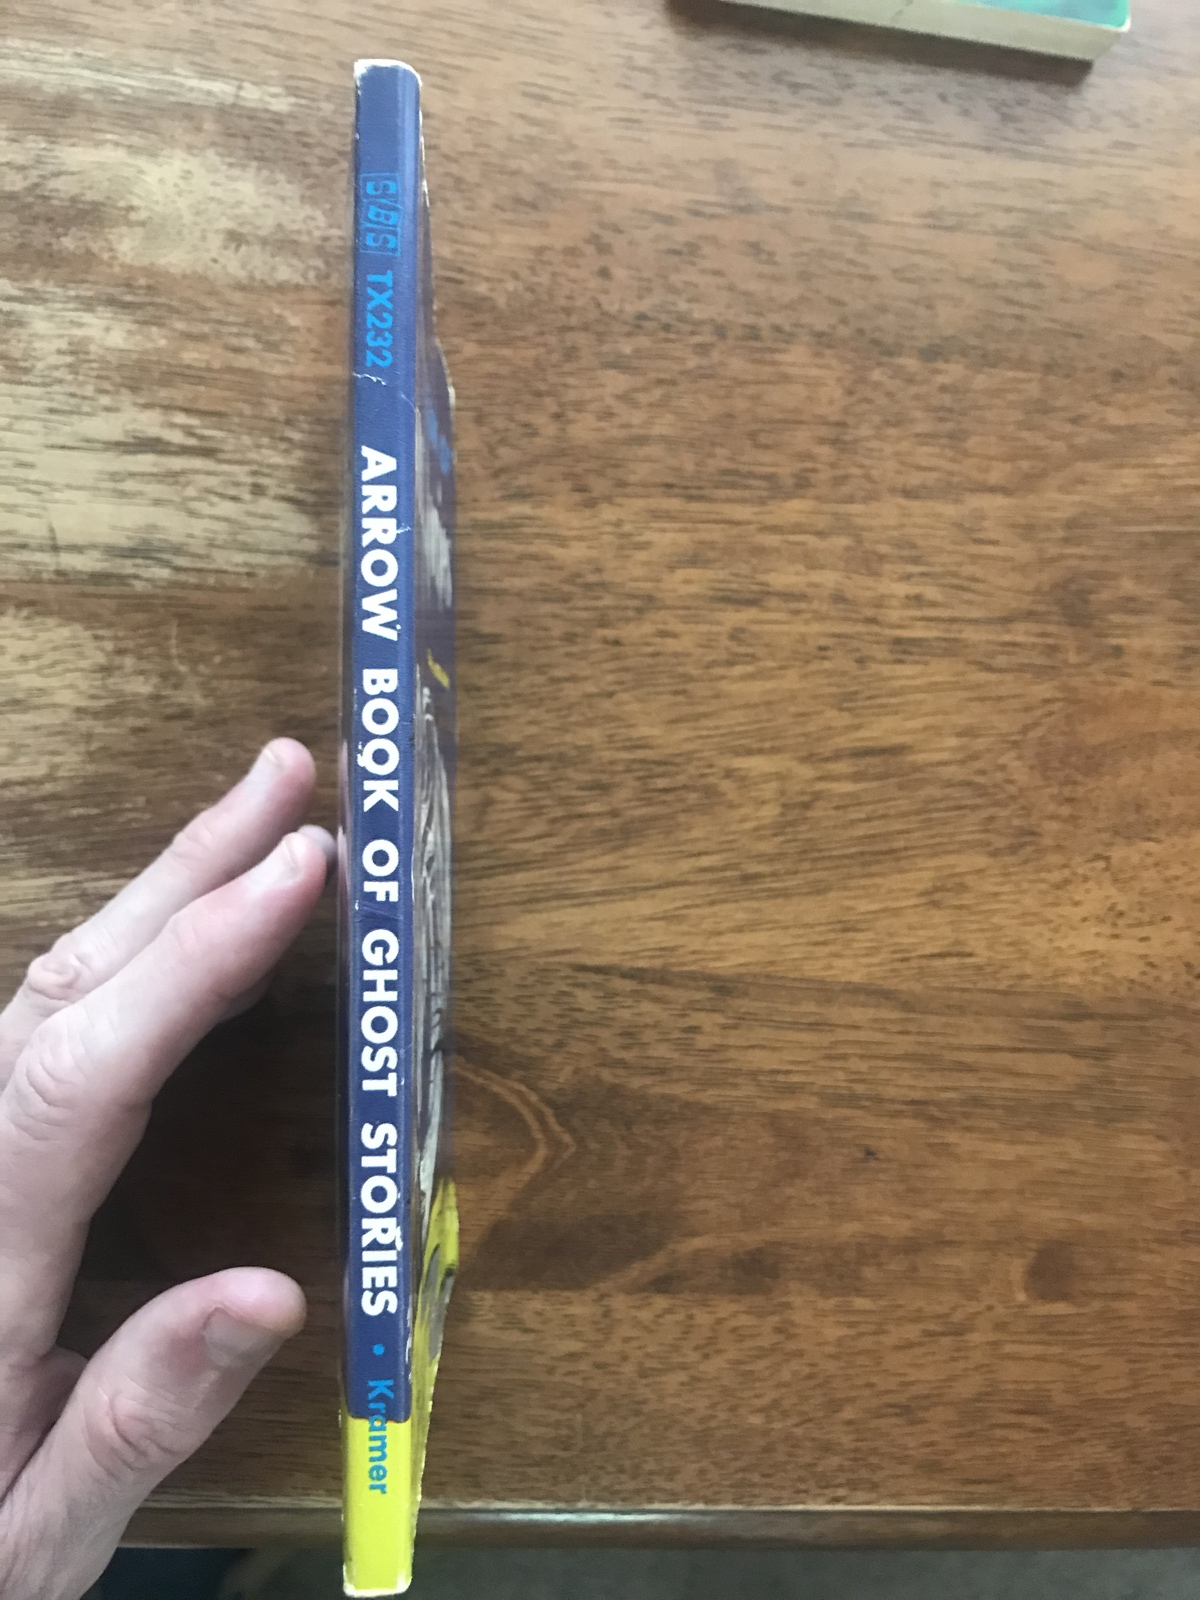 SBS TX232 ARROW BOOK OF GHOST STORIES • Kramer